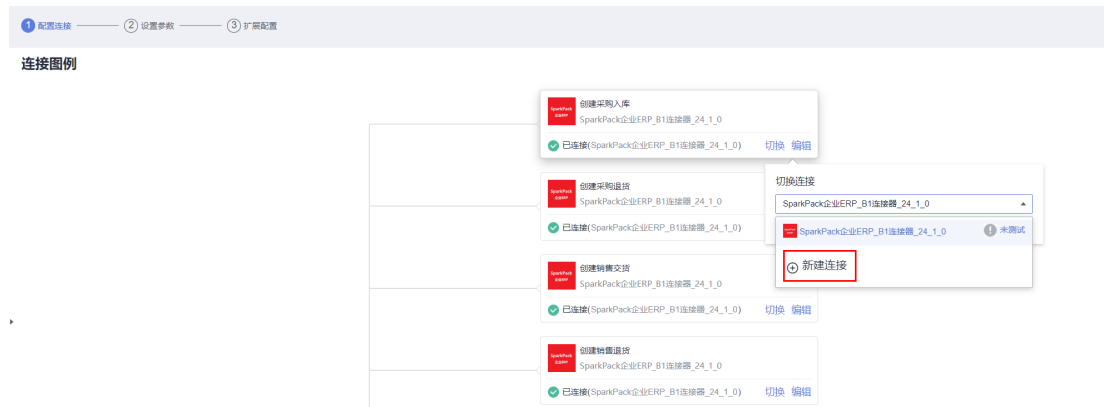 1 配置连接 2 设置参数 3 扩展配置
连接图例
SparkPack
创建采购入库
SparkPack企业ERP_B1连接器_24_1_0
已连接(SparkPack企业ERP_B1连接器_24_1_0) 切换 编辑
切换连接
SparkPack企业ERP_B1连接器_24_1_0
SparkPack企业ERP_B1连接器_24_1_0 未测试
新建连接
SparkPack
创建采购退货
SparkPack企业ERP_B1连接器_24_1_0
已连接(SparkPack企业ERP_B1连接器_24_1_0)
SparkPack
创建销售交货
SparkPack企业ERP_B1连接器_24_1_0
已连接(SparkPack企业ERP_B1连接器_24_1_0) 切换 编辑
SparkPack
创建销售退货
SparkPack企业ERP_B1连接器_24_1_0
已连接(SparkPack企业ERP_B1连接器_24_1_0) 切换 编辑